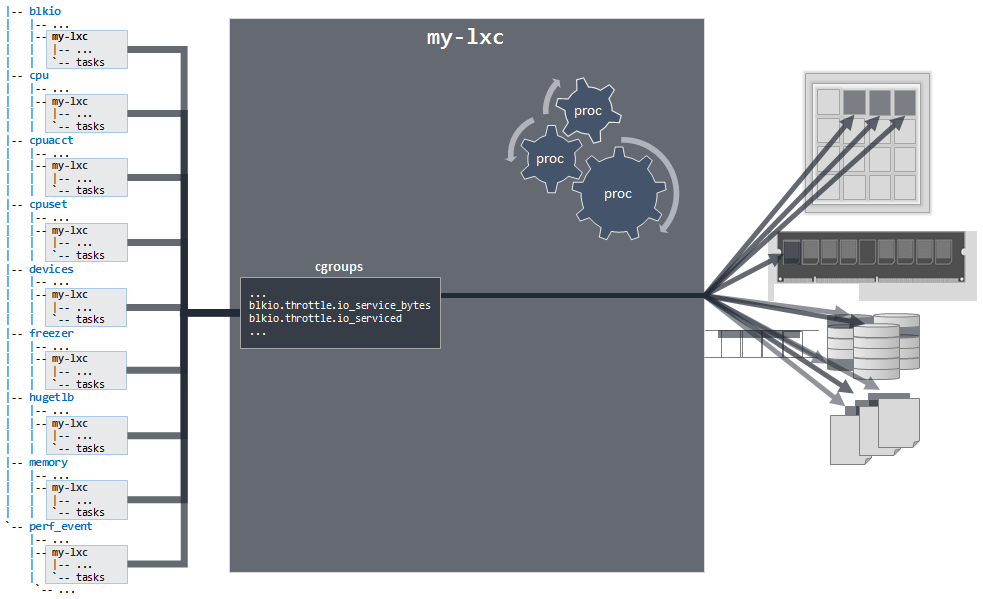 |-- blkio
| |-- ...
| |-- my-lxc
| | |-- ...
| | `-- tasks
|-- cpu
| |-- ...
| |-- my-lxc
| | |-- ...
| | `-- tasks
|-- cpuacct
| |-- ...
| |-- my-lxc
| | |-- ...
| | `-- tasks
|-- cpuset
| |-- ...
| |-- my-lxc
| | |-- ...
| | `-- tasks
|-- devices
| |-- ...
| |-- my-lxc
| | |-- ...
| | `-- tasks
|-- freezer
| |-- ...
| |-- my-lxc
| | |-- ...
| | `-- tasks
|-- hugetlb
| |-- ...
| |-- my-lxc
| | |-- ...
| | `-- tasks
|-- memory
| |-- ...
| |-- my-lxc
| | |-- ...
| | `-- tasks
`-- perf_event
|-- ...
|-- my-lxc
| |-- ...
| `-- tasks
`-- ...
my-lxc
proc
proc
proc
cgroups
...
blkio.throttle.io_service_bytes
blkio.throttle.io_serviced
...